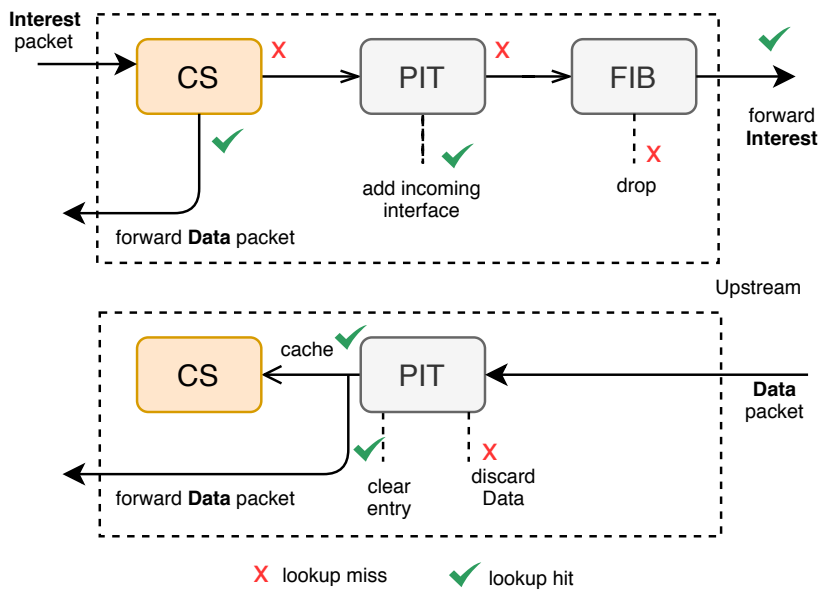 Interest
packet
CS
X
PIT
X
FIB
forward
Interest
add incoming
interface
X
drop
forward Data packet
Upstream
cache
CS
PIT
Data
packet
X
forward Data packet
clear
entry
discard
Data
X lookup miss
lookup hit